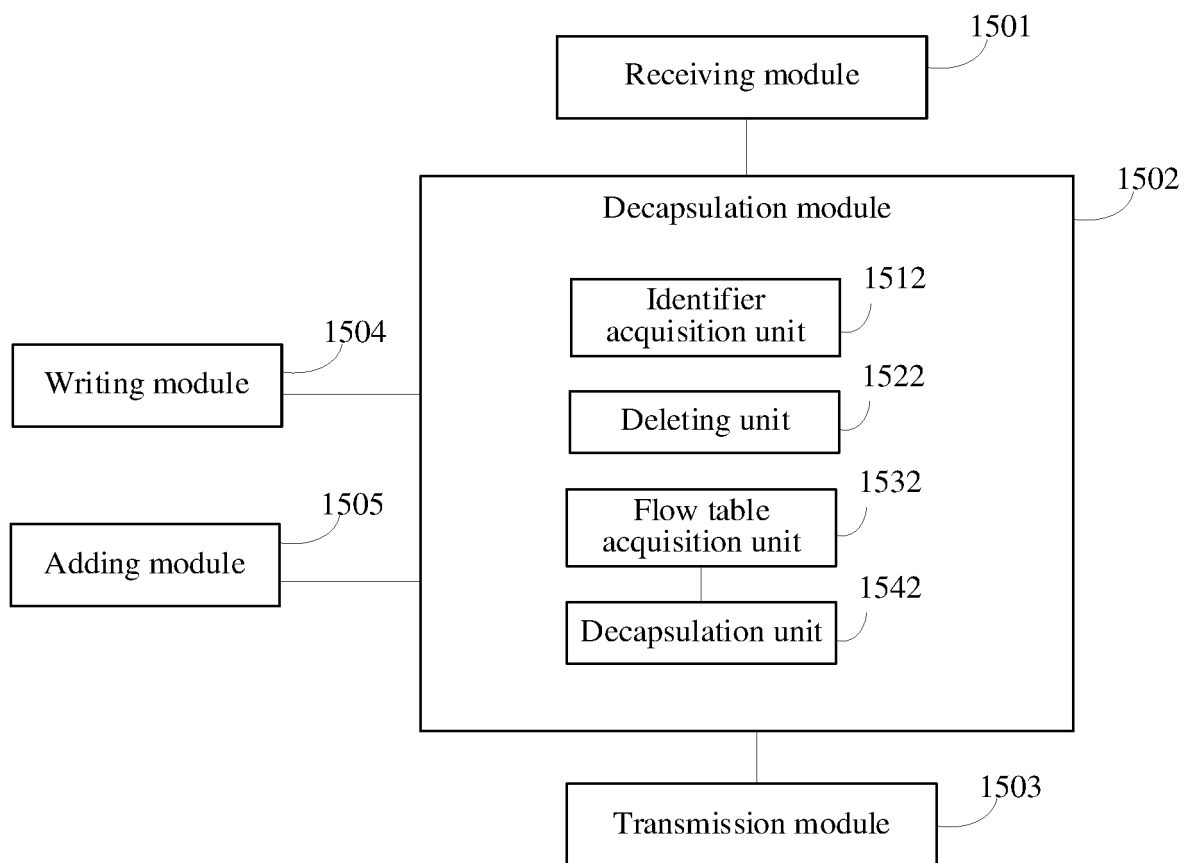 1501
Receiving module
1502
Decapsulation module
1512
Identifier
acquisition unit
1504
Writing module
1522
Deleting unit
1532
Flow table
acquisition unit
1505
Adding module
1542
Decapsulation unit
1503
Transmission module